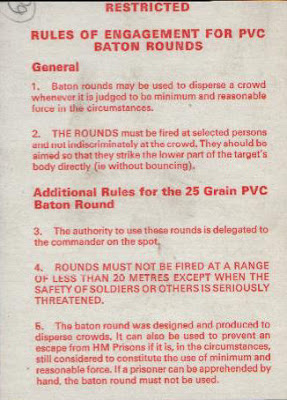 RESTRICTED
RULES OF ENGAGEMENT FOR PVC
BATON ROUNDS
General
1. Baton rounds may be used to disperse a crowd
whenever it is judged to be minimum and reasonable
force in the circumstances.
2. THE ROUNDS must be fired at selected persons
and not indiscriminately at the crowd. They should be
aimed so that they strike the lower part of the target's
body directly (ie without bouncing).
Additional Rules for the 25 Grain PVC
Baton Round
3. The authority to use these rounds is delegated to
the commander on the spot.
4. ROUNDS MUST NOT BE FIRED AT A RANGE
OF LESS THAN 20 METRES EXCEPT WHEN THE
SAFETY OF SOLDIERS OR OTHERS IS SERIOUSLY
THREATENED.
5. The baton round was designed and produced to
disperse crowds. It can also be used to prevent an
escape from HM Prisons if it is, in the circumstances,
still considered to constitute the use of minimum and
reasonable force. If a prisoner can be apprehended by
hand, the baton round must not be used.